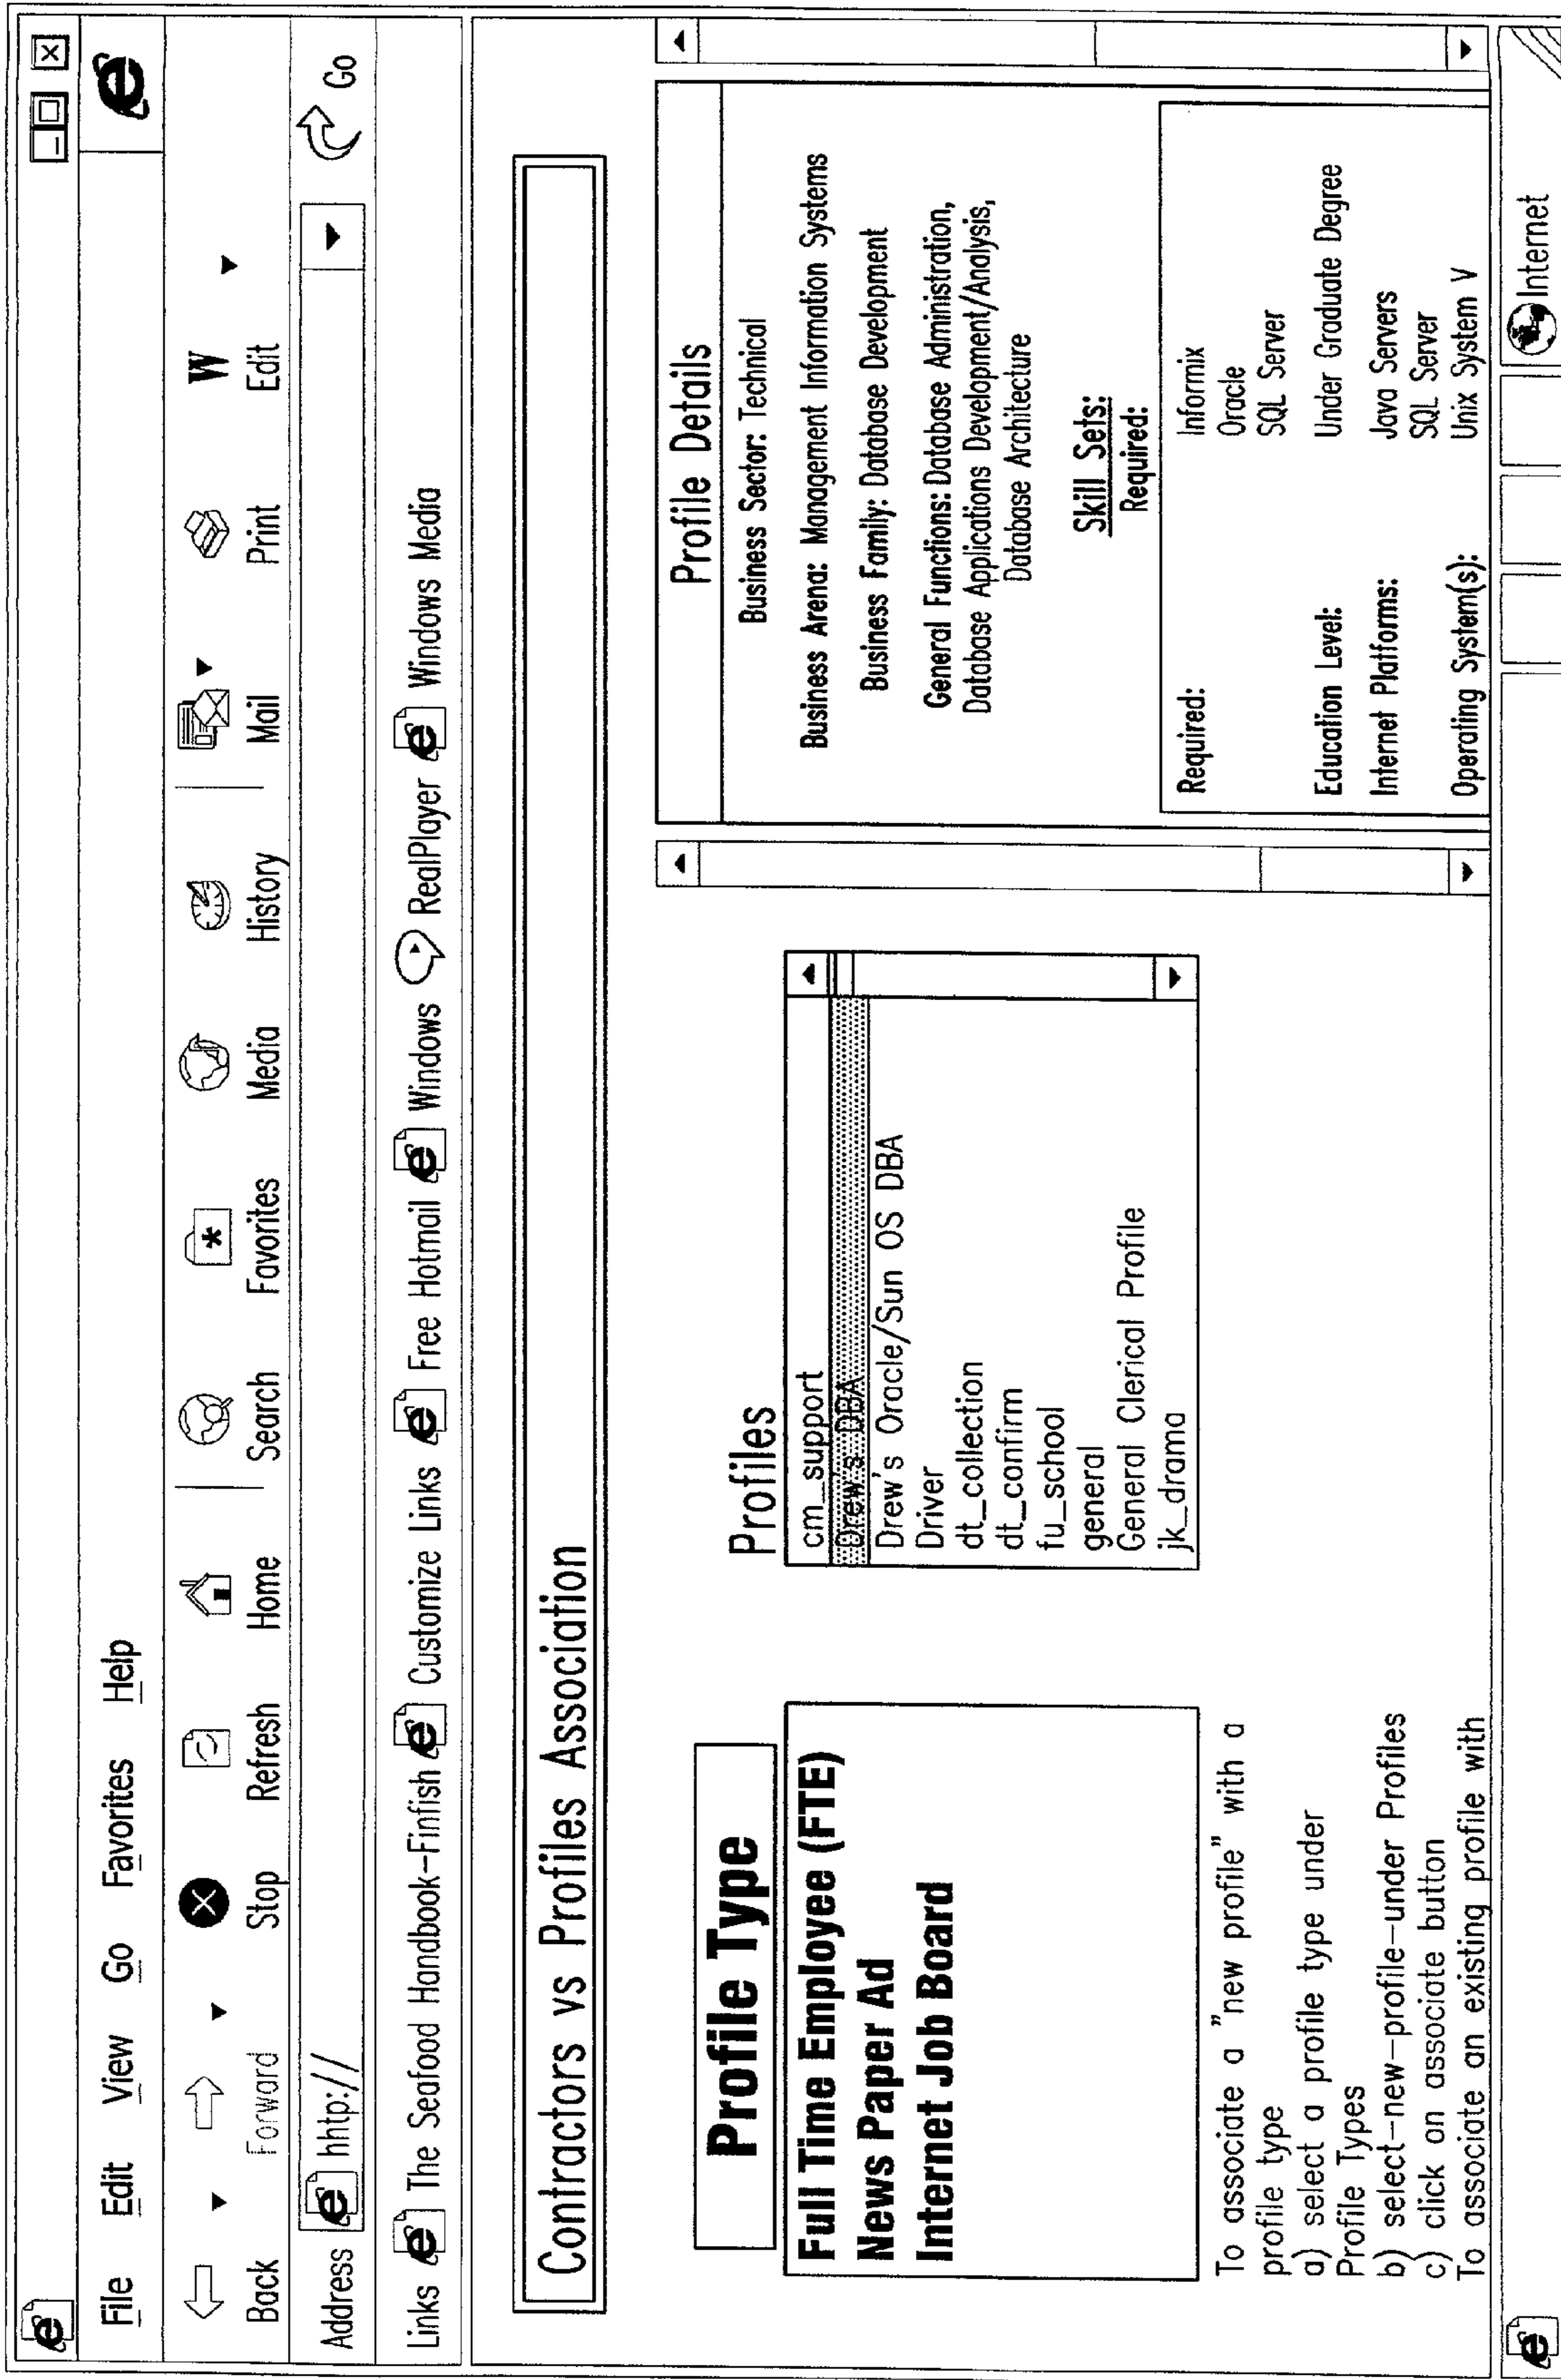 File Edit View Go Favorites Help
Back Forward Stop Refresh Home Search Favorites Media History Mail Print Edit
W
Address hhtp:// Go
Links The Seafood Handbook-Finfish Customize Links Free Hotmail Windows RealPlayer Windows Media
Contractors vs Profiles Association
Profile Type
Full Time Employee (FTE)
News Paper Ad
Internet Job Board
To associate a "new profile" with a
profile type
a) select a profile type under
Profile Types
b) select-new-profile-under Profiles
c) click on associate button
To associate an existing profile with
Profiles
cm_support
Drew's DBA
Drew's Oracle/Sun OS DBA
Driver
dt_collection
dt_confirm
fu_school
general
General Clerical Profile
jk_drama
Profile Details
Business Sector: Technical
Business Arena: Management Information Systems
Business Family: Database Development
General Functions: Database Administration,
Database Applications Development/Analysis,
Database Architecture
Skill Sets:
Required:
Required: Informix
Oracle
SQL Server
Education Level: Under Graduate Degree
Internet Platforms: Java Servers
SQL Server
Operating System(s): Unix System V
Internet